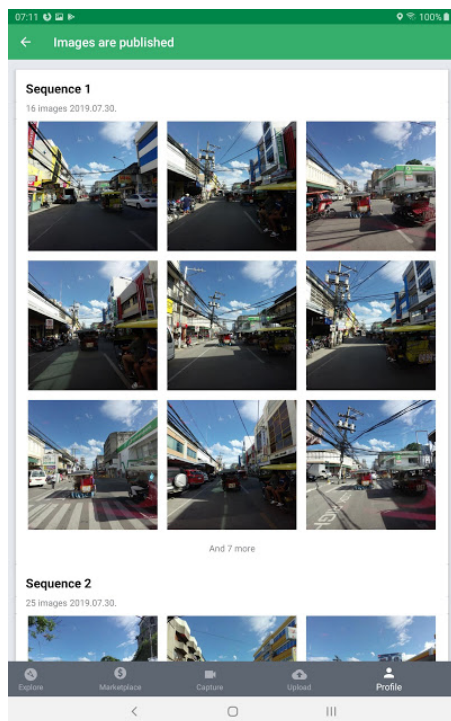 07:11
100%
Images are published
Sequence 1
16 images 2019.07.30.
And 7 more
Sequence 2
25 images 2019.07.30.
Explore
Marketplace
Capture
Upload
Profile